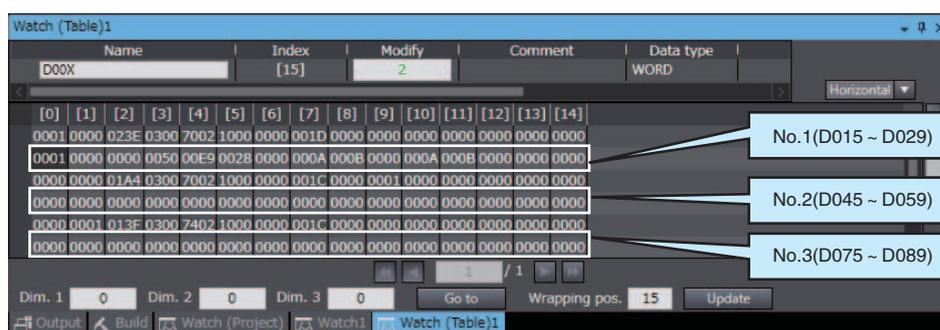 Watch (Table)1
Name Index Modify Comment Data type
D00X [15] 2 WORD
Horizontal
[0] [1] [2] [3] [4] [5] [6] [7] [8] [9] [10] [11] [12] [13] [14]
0001 0000 023E 0300 7002 1000 0000 001D 0000 0000 0000 0000 0000 0000 0000
0001 0000 0000 0050 00E9 0028 0000 000A 000B 0000 000A 000B 0000 0000 0000
No.1(D015 ~ D029)
0000 0000 01A4 0300 7002 1000 0000 001C 0000 0001 0000 0000 0000 0000 0000
0000 0000 0000 0000 0000 0000 0000 0000 0000 0000 0000 0000 0000 0000 0000
No.2(D045 ~ D059)
0000 0001 013F 0300 7402 1000 0000 001C 0000 0000 0000 0000 0000 0000 0000
0000 0000 0000 0000 0000 0000 0000 0000 0000 0000 0000 0000 0000 0000 0000
No.3(D075 ~ D089)
1 / 1
Dim. 1 0 Dim. 2 0 Dim. 3 0 Go to Wrapping pos. 15 Update
Output Build Watch (Project) Watch1 Watch (Table)1